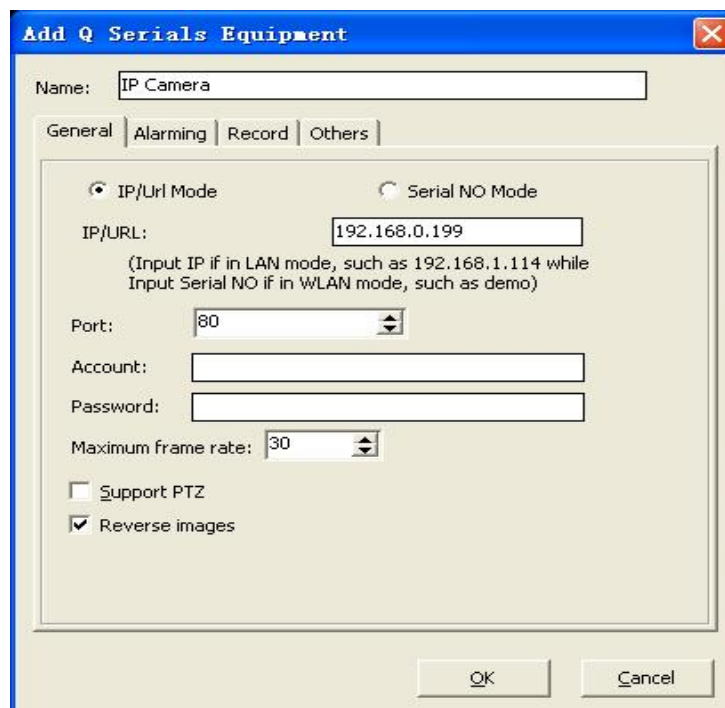 Add Q Serials Equipment
Name: IP Camera
General Alarming Record Others
IP/Url Mode Serial NO Mode
IP/URL: 192.168.0.199
(Input IP if in LAN mode, such as 192.168.1.114 while
Input Serial NO if in WLAN mode, such as demo)
Port: 80
Account:
Password:
Maximum frame rate: 30
Support PTZ
Reverse images
OK Cancel